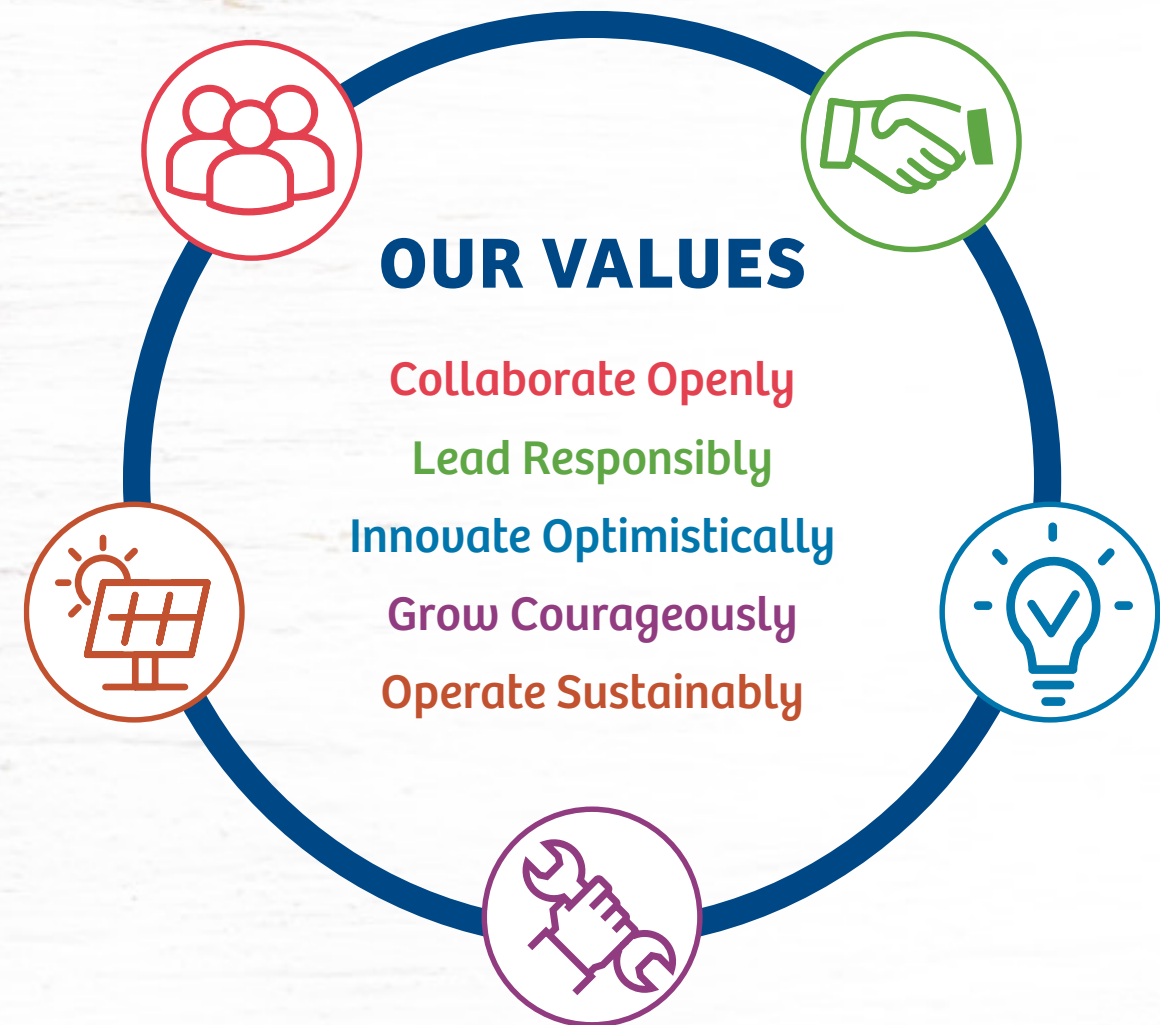 OUR VALUES
Collaborate Openly
Lead Responsibly
Innovate Optimistically
Grow Courageously
Operate Sustainably